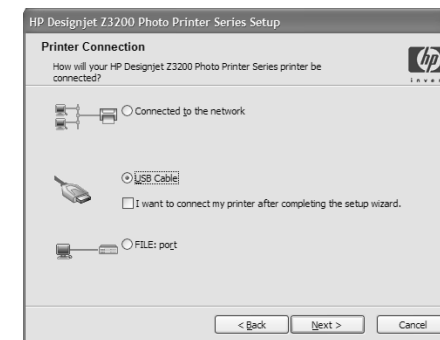 HP Designjet Z3200 Photo Printer Series Setup
Printer Connection
How will your HP Designjet Z3200 Photo Printer Series printer be
connected?
hp
Connected to the network
USB Cable
I want to connect my printer after completing the setup wizard.
FILE: port
< Back
Next >
Cancel